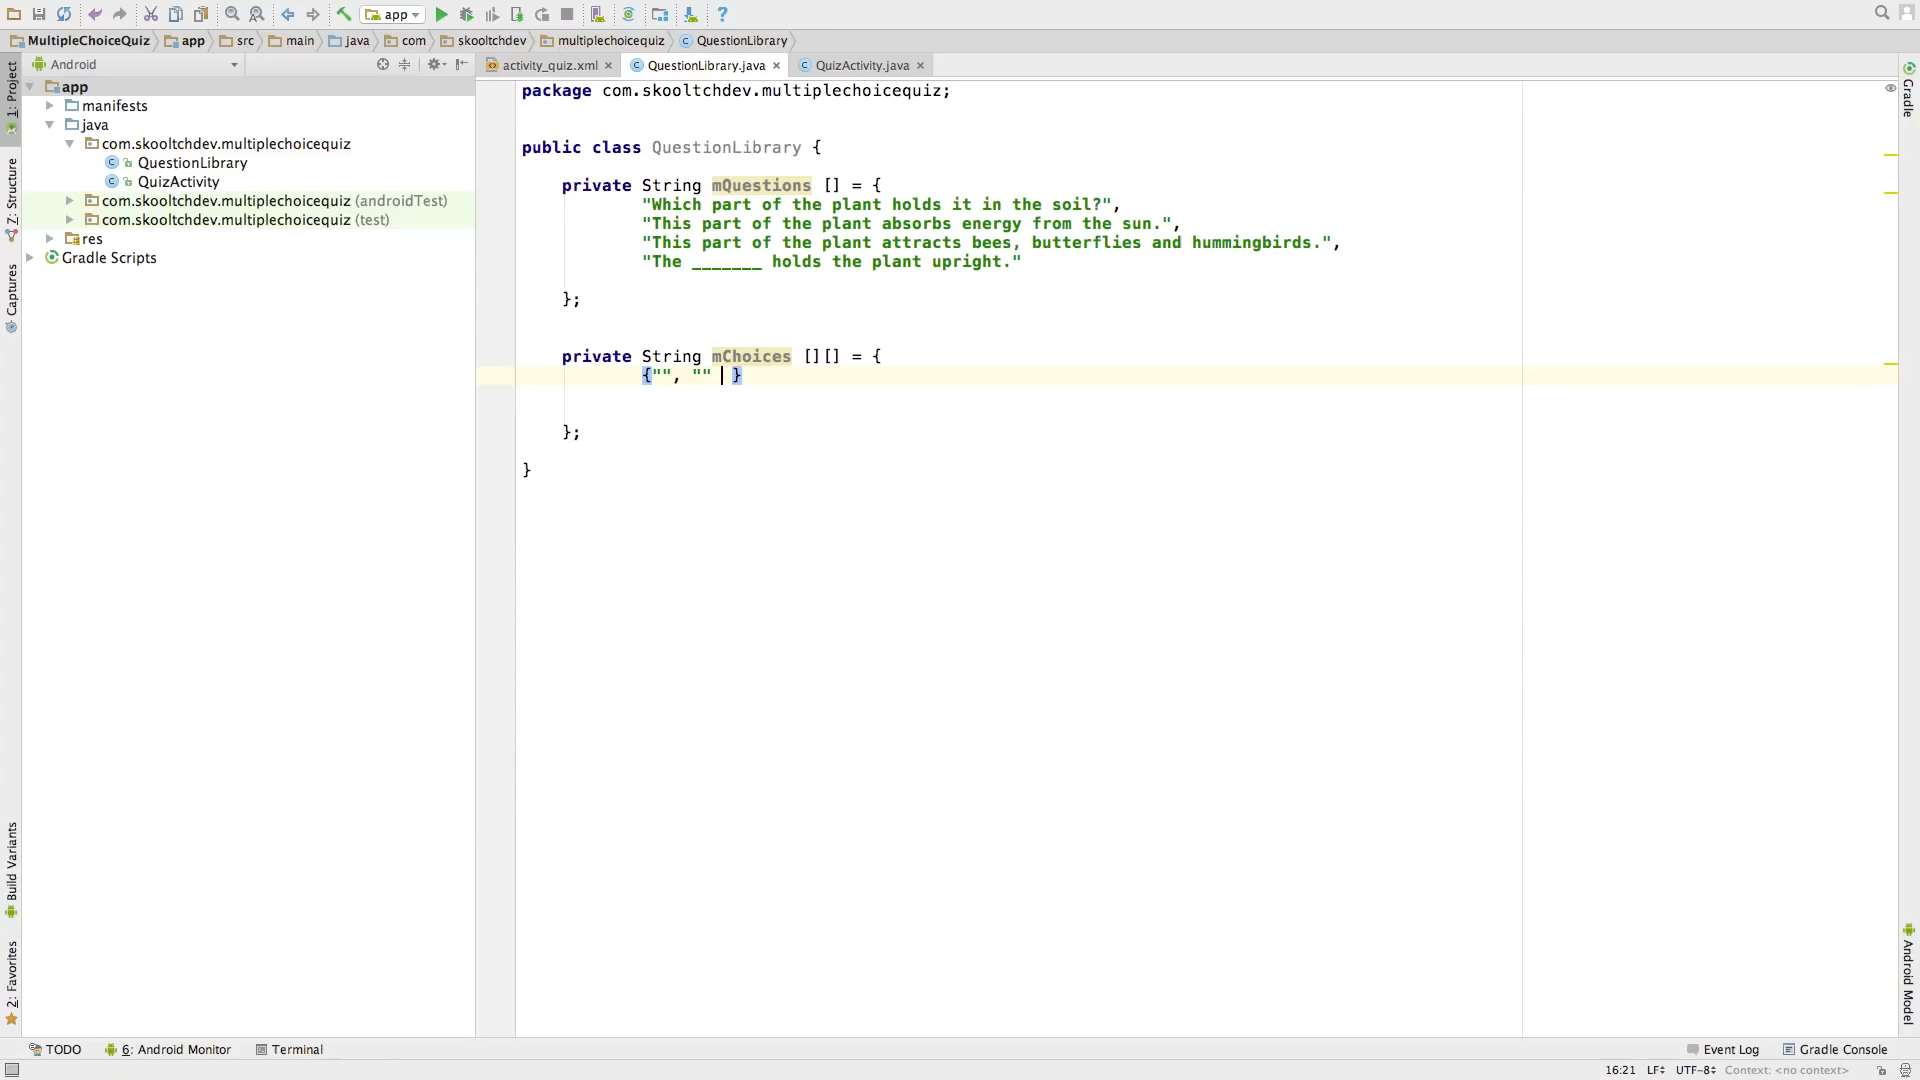 app
MultipleChoiceQuiz app src main java com skooltchdev multiplechoicequiz QuestionLibrary
Android
activity_quiz.xml QuestionLibrary.java QuizActivity.java
1: Project
Z: Structure
Captures
Build Variants
2: Favorites
app
manifests
java
com.skooltchdev.multiplechoicequiz
QuestionLibrary
QuizActivity
com.skooltchdev.multiplechoicequiz (androidTest)
com.skooltchdev.multiplechoicequiz (test)
res
Gradle Scripts
package com.skooltchdev.multiplechoicequiz;
public class QuestionLibrary {
private String mQuestions [] = {
"Which part of the plant holds it in the soil?",
"This part of the plant absorbs energy from the sun.",
"This part of the plant attracts bees, butterflies and hummingbirds.",
"The _______ holds the plant upright."
};
private String mChoices [][] = {
{"", "" }
};
}
Gradle
Android Model
TODO 6: Android Monitor Terminal Event Log Gradle Console
16:21 LF UTF-8 Context: <no context>